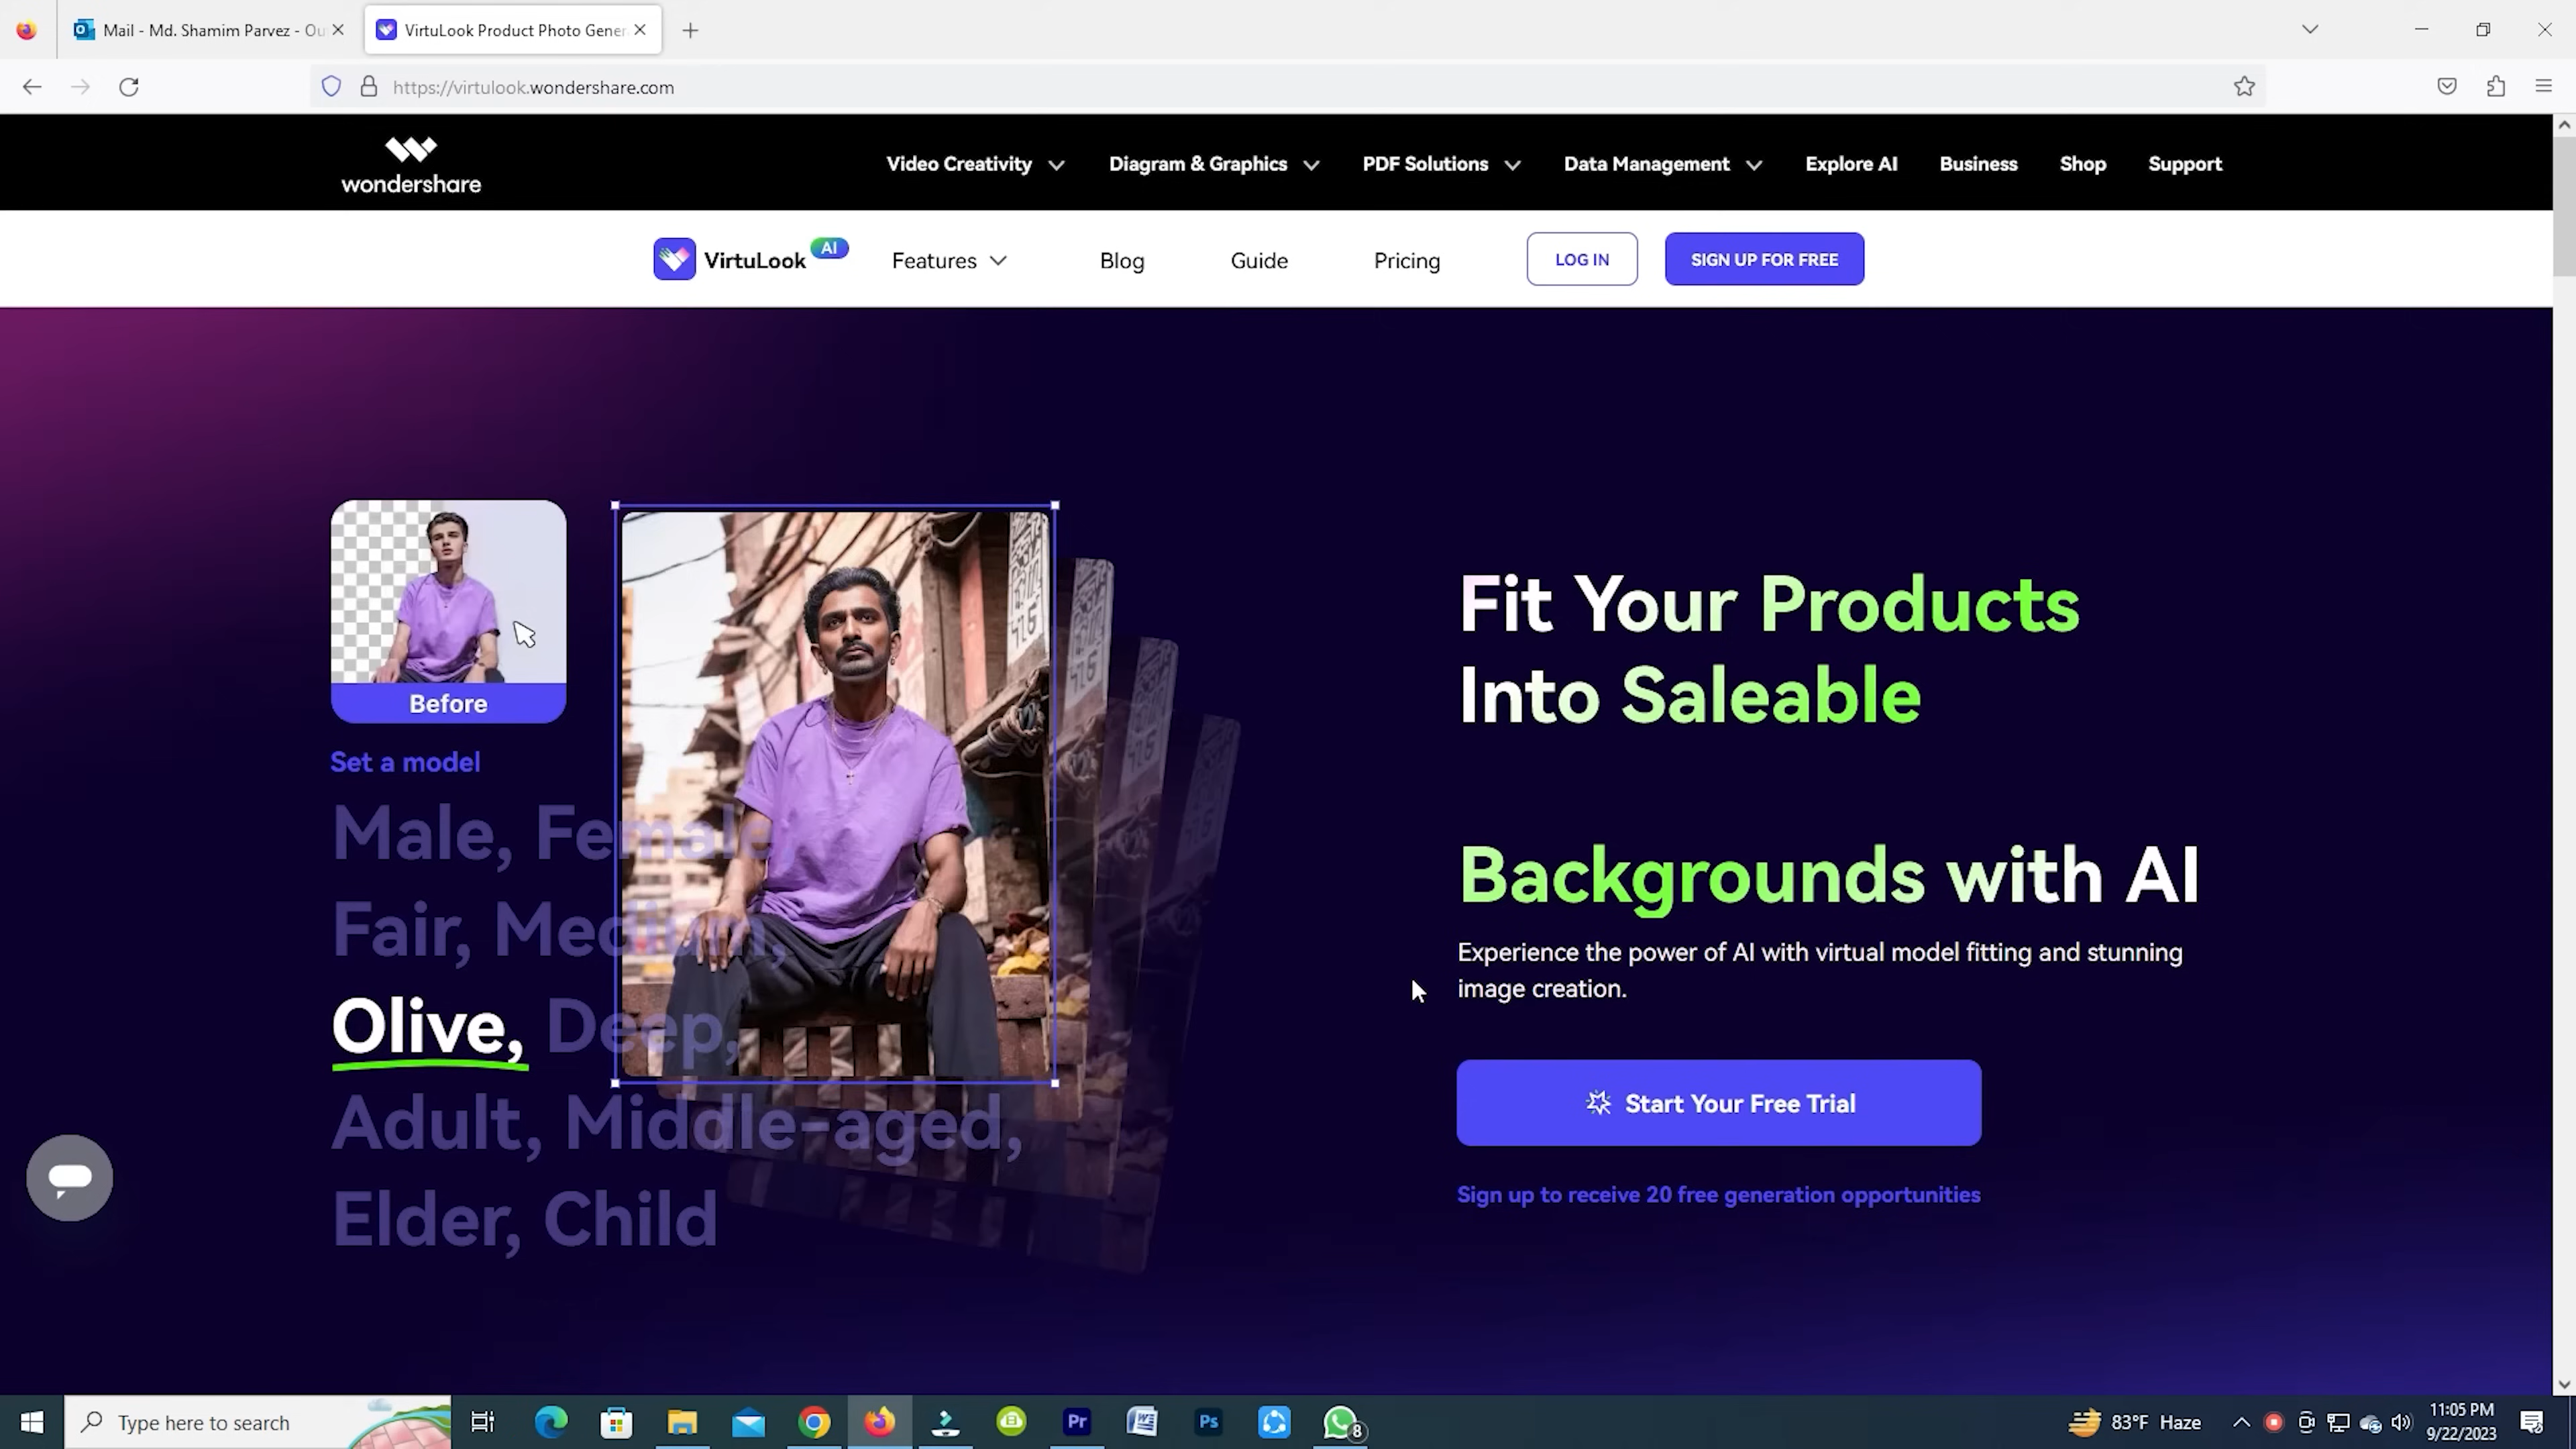 Mail - Md. Shamim Parvez - Ou
VirtuLook Product Photo Gener
https://virtulook.wondershare.com
wondershare
Video Creativity Diagram & Graphics PDF Solutions Data Management Explore AI Business Shop Support
VirtuLook AI Features Blog Guide Pricing LOG IN SIGN UP FOR FREE
Before
Set a model
Male, Female,
Fair, Medium,
Olive, Deep,
Adult, Middle-aged,
Elder, Child
Fit Your Products
Into Saleable
Backgrounds with AI
Experience the power of AI with virtual model fitting and stunning
image creation.
Start Your Free Trial
Sign up to receive 20 free generation opportunities
Type here to search
Pr
W
Ps
8
83°F Haze
11:05 PM
9/22/2023